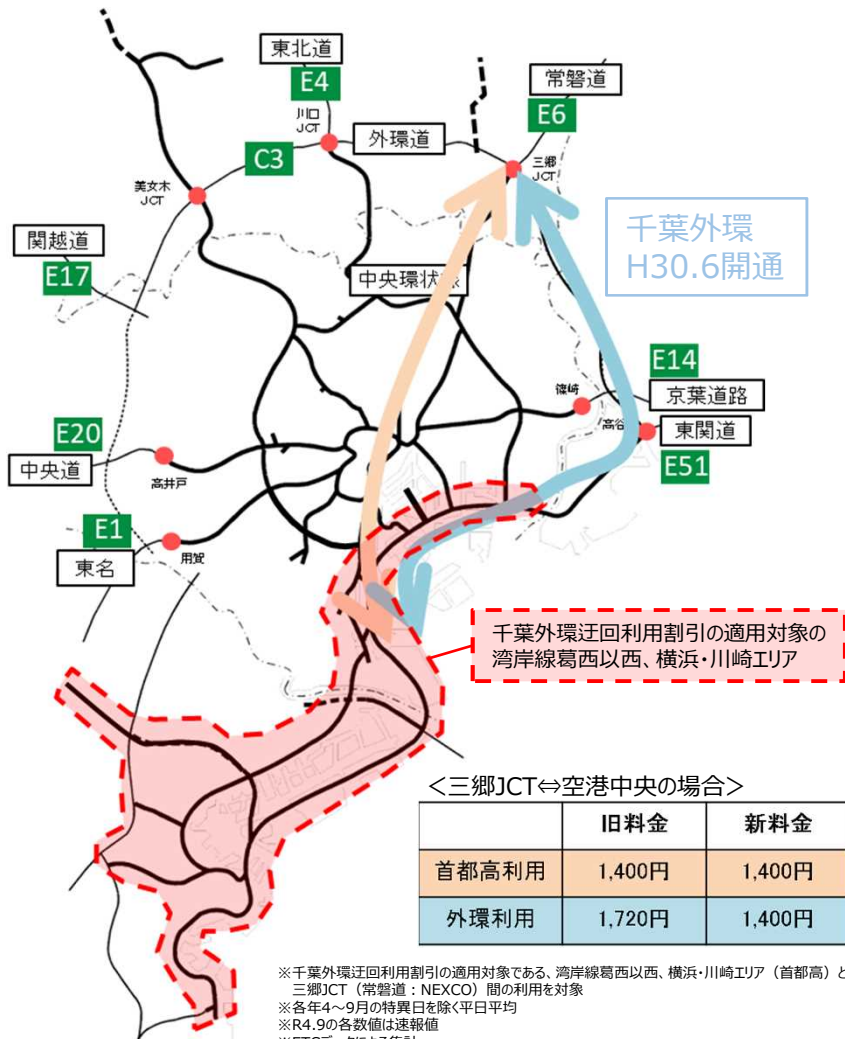 東北道
E4
常磐道
E6
川口
JCT
外環道
C3
三郷
JCT
美女木
JCT
千葉外環
H30.6開通
関越道
E17
中央環状
E14
京葉道路
篠崎
高谷
東関道
E51
E20
中央道
高井戸
E1
東名
用賀
千葉外環迂回利用割引の適用対象の
湾岸線葛西以西、横浜・川崎エリア
<三郷JCT⇔空港中央の場合>
旧料金 新料金
首都高利用 1,400円 1,400円
外環利用 1,720円 1,400円
※千葉外環迂回利用割引の適用対象である、湾岸線葛西以西、横浜・川崎エリア（首都高）と
三郷JCT（常磐道：NEXCO）間の利用を対象
※各年4～9月の特異日を除く平日平均
※R4.9の各数値は速報値